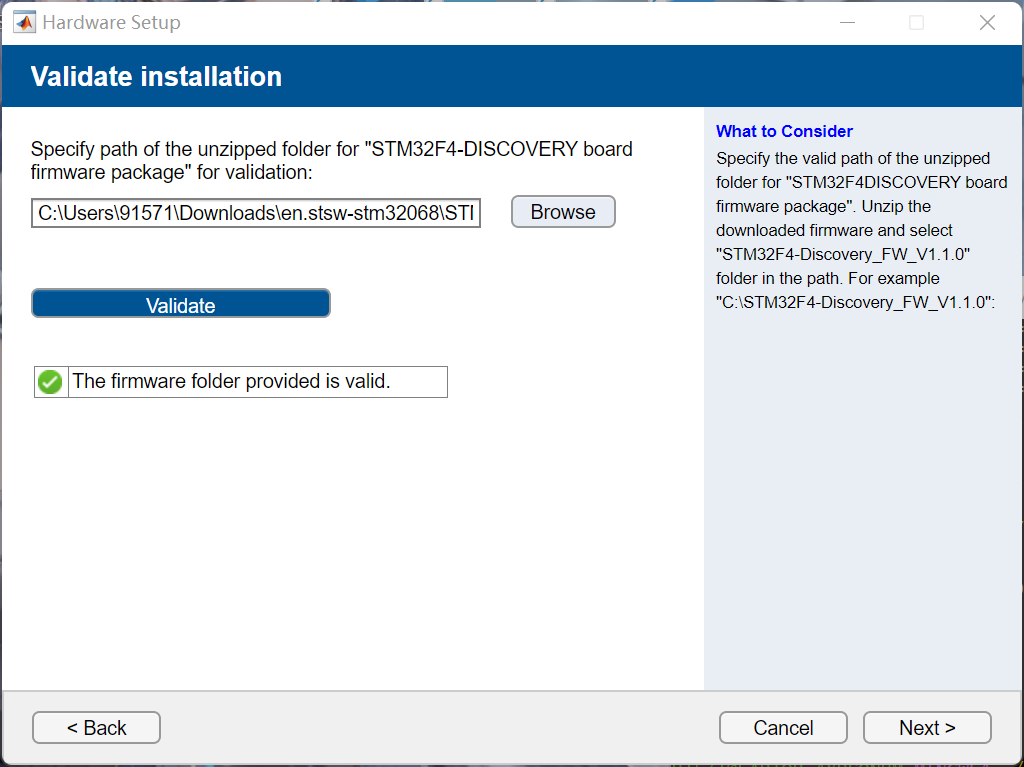 Hardware Setup
Validate installation
Specify path of the unzipped folder for "STM32F4-DISCOVERY board
firmware package" for validation:
C:\Users\91571\Downloads\en.stsw-stm32068\STI
Browse
Validate
The firmware folder provided is valid.
What to Consider
Specify the valid path of the unzipped
folder for "STM32F4DISCOVERY board
firmware package". Unzip the
downloaded firmware and select
"STM32F4-Discovery_FW_V1.1.0"
folder in the path. For example
"C:\STM32F4-Discovery_FW_V1.1.0":
< Back
Cancel
Next >